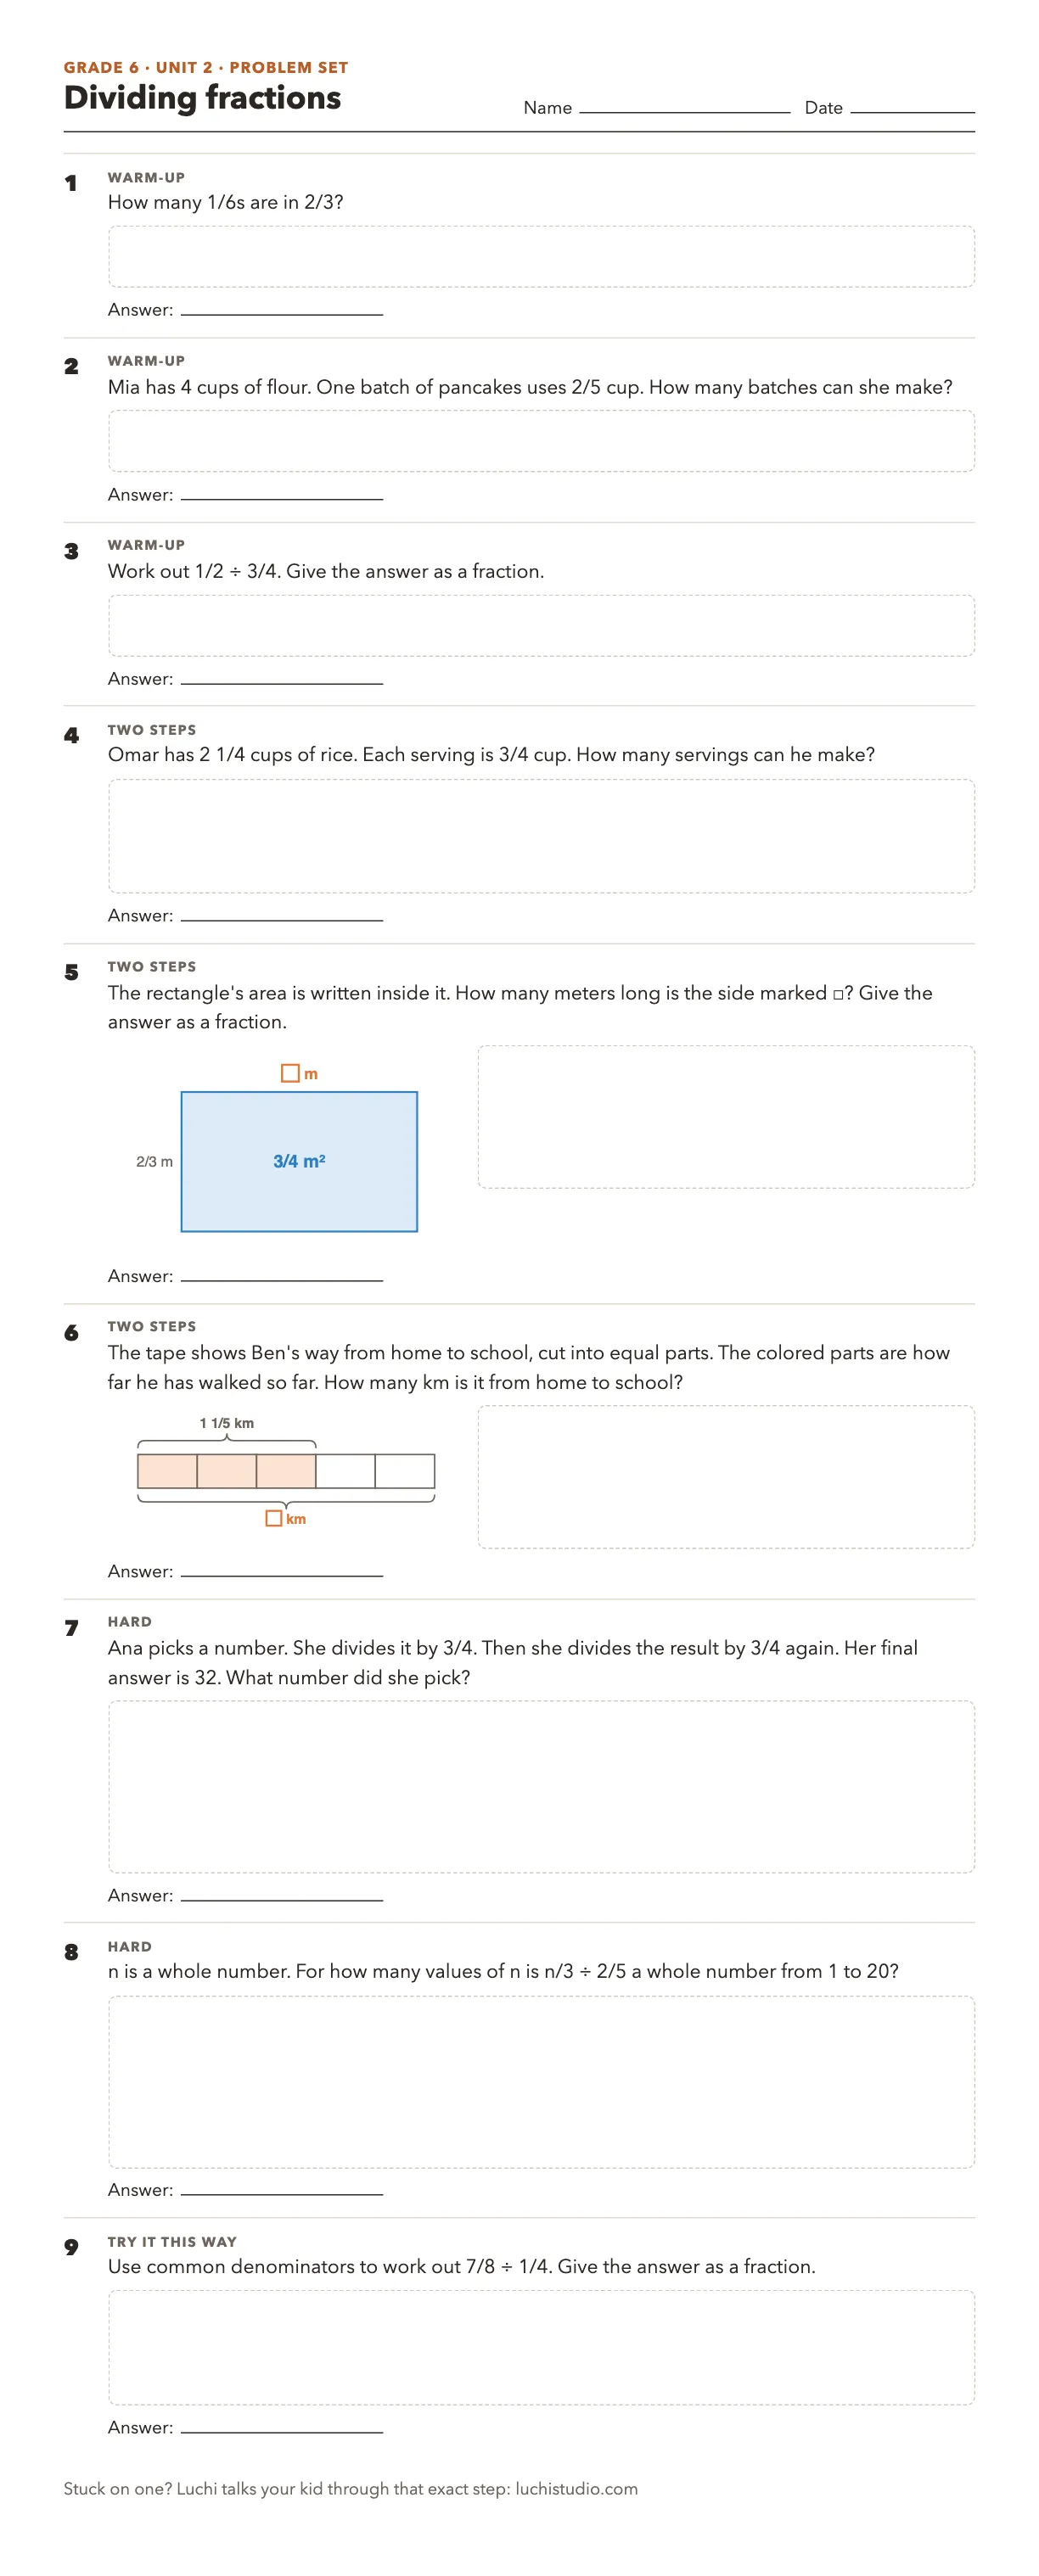 GRADE 6 · UNIT 2 · PROBLEM SET
Dividing fractions
Name
Date
1
WARM-UP
How many 1/6s are in 2/3?
Answer:
2
WARM-UP
Mia has 4 cups of flour. One batch of pancakes uses 2/5 cup. How many batches can she make?
Answer:
3
WARM-UP
Work out 1/2 ÷ 3/4. Give the answer as a fraction.
Answer:
4
TWO STEPS
Omar has 2 1/4 cups of rice. Each serving is 3/4 cup. How many servings can he make?
Answer:
5
TWO STEPS
The rectangle's area is written inside it. How many meters long is the side marked □? Give the
answer as a fraction.
□ m
2/3 m
3/4 m²
Answer:
6
TWO STEPS
The tape shows Ben's way from home to school, cut into equal parts. The colored parts are how
far he has walked so far. How many km is it from home to school?
1 1/5 km
□ km
Answer:
7
HARD
Ana picks a number. She divides it by 3/4. Then she divides the result by 3/4 again. Her final
answer is 32. What number did she pick?
Answer:
8
HARD
n is a whole number. For how many values of n is n/3 ÷ 2/5 a whole number from 1 to 20?
Answer:
9
TRY IT THIS WAY
Use common denominators to work out 7/8 ÷ 1/4. Give the answer as a fraction.
Answer:
Stuck on one? Luchi talks your kid through that exact step: luchistudio.com